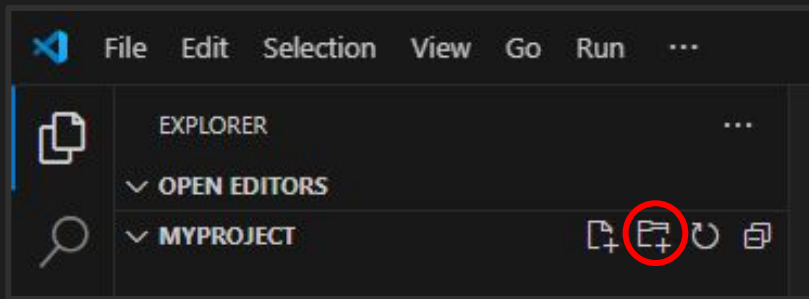 File Edit Selection View Go Run ...
EXPLORER ...
OPEN EDITORS
MYPROJECT